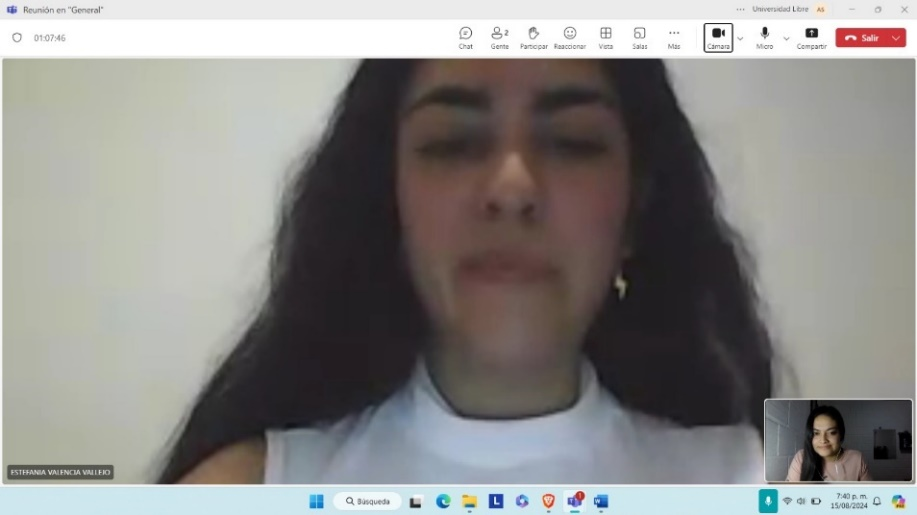 Reunión en "General"
Universidad Libre AS
01:07:46
Chat
Gente 2
Participar
Reaccionar
Vista
Salas
Más
Cámara
Micro
Compartir
Salir
ESTEFANIA VALENCIA VALLEJO
Búsqueda
7:40 p. m.
15/08/2024